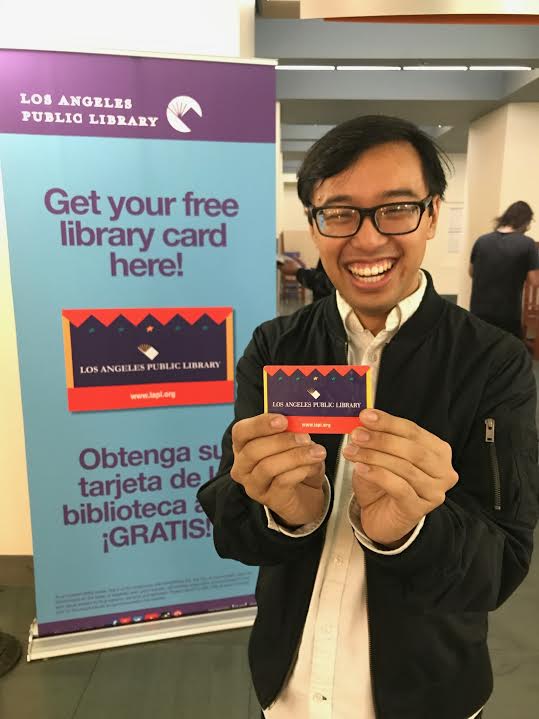 LOS ANGELES
PUBLIC LIBRARY
Get your free
library card
here!
LOS ANGELES PUBLIC LIBRARY
www.lapl.org
Obtenga su
tarjeta de
biblioteca
¡GRATIS!
LOS ANGELES PUBLIC LIBRARY
www.lapl.org